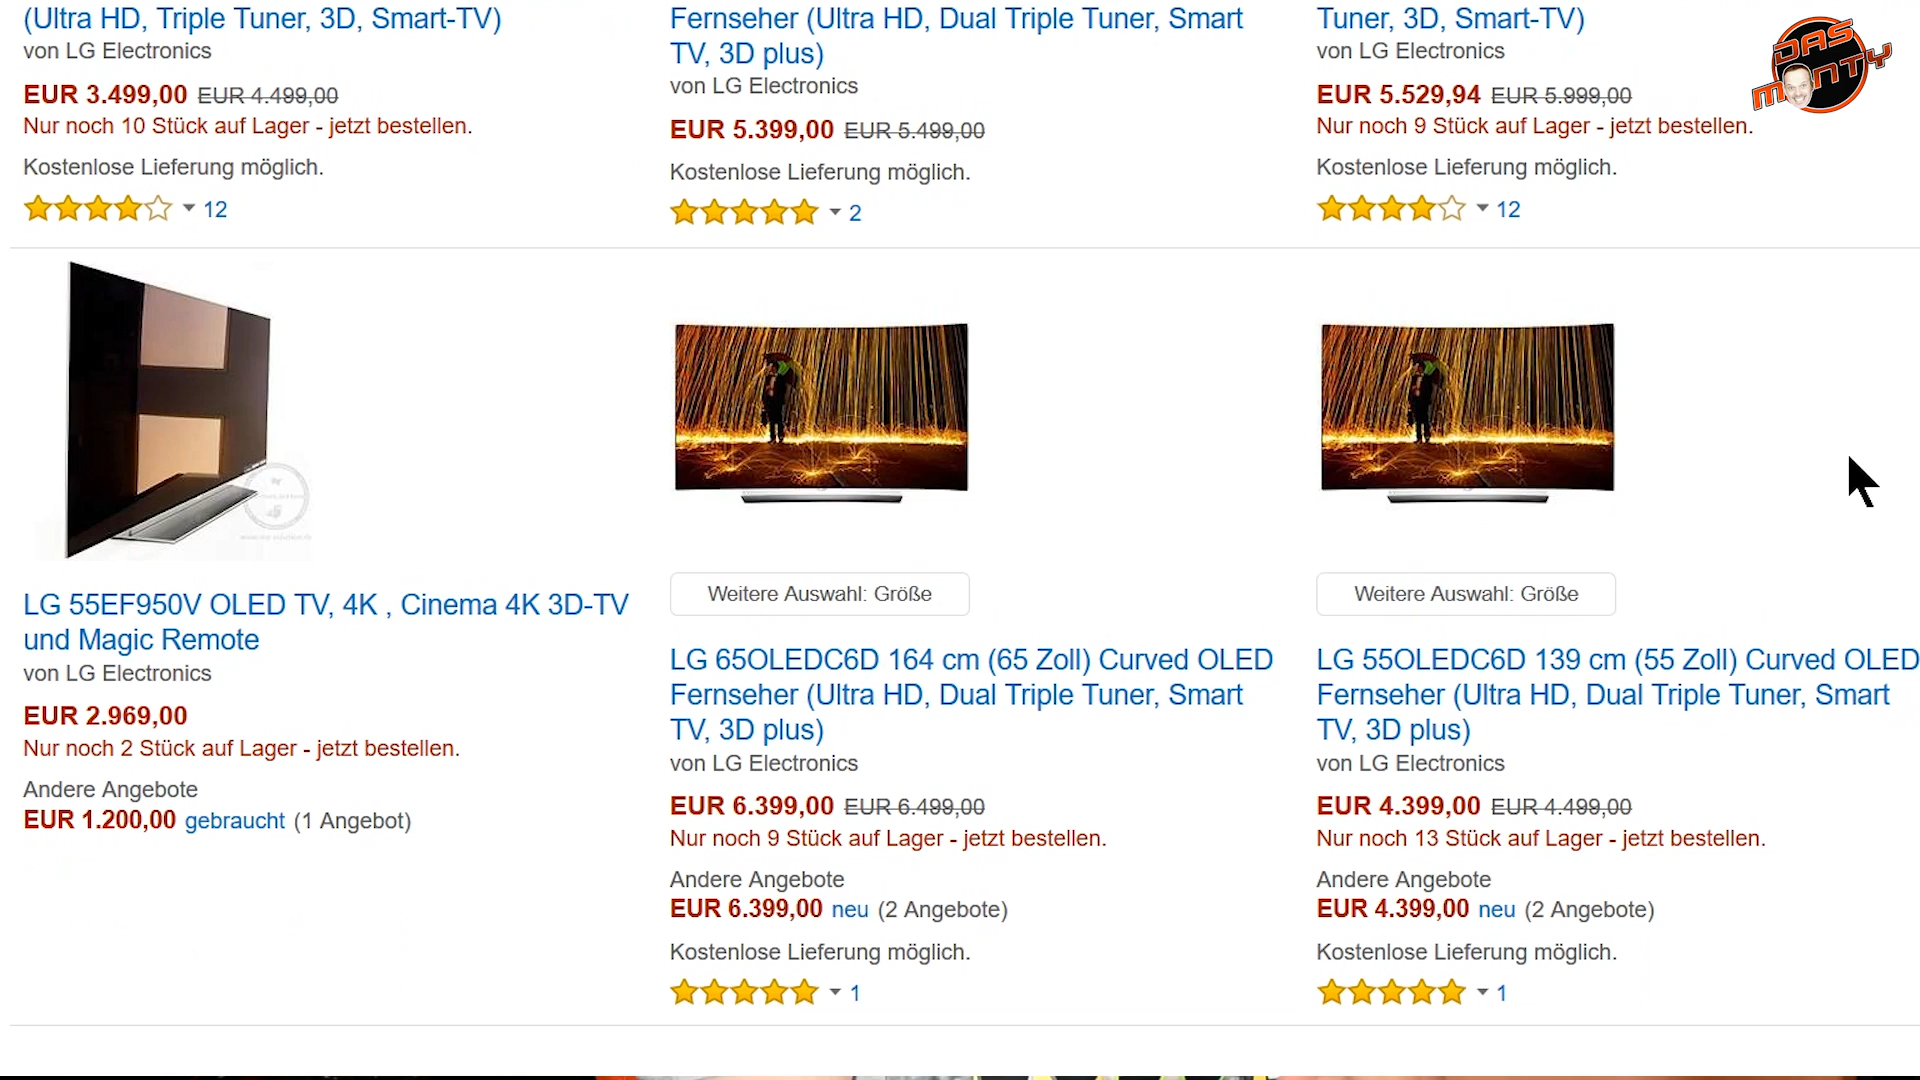 (Ultra HD, Triple Tuner, 3D, Smart-TV)
von LG Electronics
EUR 3.499,00 EUR 4.499,00
Nur noch 10 Stück auf Lager - jetzt bestellen.
Kostenlose Lieferung möglich.
12
Fernseher (Ultra HD, Dual Triple Tuner, Smart
TV, 3D plus)
von LG Electronics
EUR 5.399,00 EUR 5.499,00
Kostenlose Lieferung möglich.
2
Tuner, 3D, Smart-TV)
von LG Electronics
EUR 5.529,94 EUR 5.999,00
Nur noch 9 Stück auf Lager - jetzt bestellen.
Kostenlose Lieferung möglich.
12
DAS
MONTY
LG 55EF950V OLED TV, 4K , Cinema 4K 3D-TV
und Magic Remote
von LG Electronics
EUR 2.969,00
Nur noch 2 Stück auf Lager - jetzt bestellen.
Andere Angebote
EUR 1.200,00 gebraucht (1 Angebot)
Weitere Auswahl: Größe
LG 65OLEDC6D 164 cm (65 Zoll) Curved OLED
Fernseher (Ultra HD, Dual Triple Tuner, Smart
TV, 3D plus)
von LG Electronics
EUR 6.399,00 EUR 6.499,00
Nur noch 9 Stück auf Lager - jetzt bestellen.
Andere Angebote
EUR 6.399,00 neu (2 Angebote)
Kostenlose Lieferung möglich.
1
Weitere Auswahl: Größe
LG 55OLEDC6D 139 cm (55 Zoll) Curved OLED
Fernseher (Ultra HD, Dual Triple Tuner, Smart
TV, 3D plus)
von LG Electronics
EUR 4.399,00 EUR 4.499,00
Nur noch 13 Stück auf Lager - jetzt bestellen.
Andere Angebote
EUR 4.399,00 neu (2 Angebote)
Kostenlose Lieferung möglich.
1